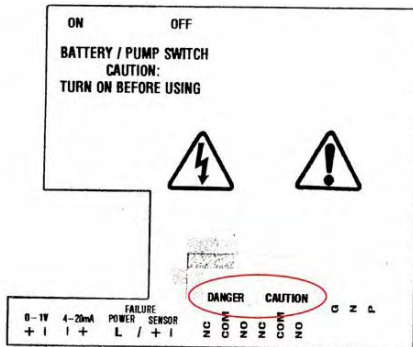 ON OFF
BATTERY / PUMP SWITCH
CAUTION:
TURN ON BEFORE USING
DANGER CAUTION
FAILURE
0-1V 4-20mA POWER SENSOR
+ I I + L / + I
NC COM NO NC COM NO G N P